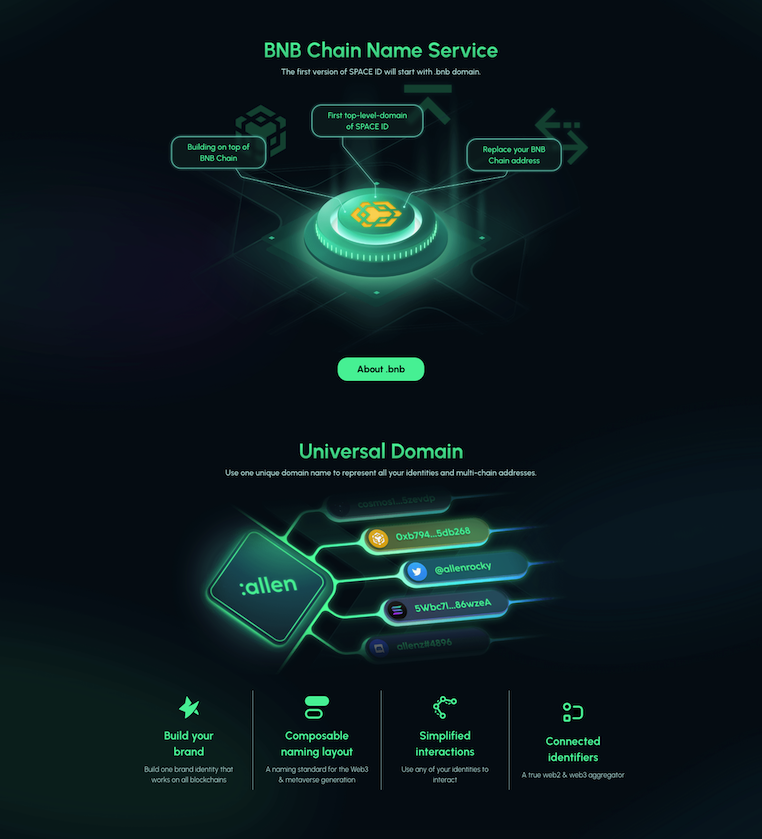 BNB Chain Name Service
The first version of SPACE ID will start with .bnb domain.
First top-level-domain
of SPACE ID
Building on top of
BNB Chain
Replace your BNB
Chain address
About .bnb
Universal Domain
Use one unique domain name to represent all your identities and multi-chain addresses.
0xb794...5db268
@allenrocky
:allen
5Wbc7l...86wzeA
allenz#4896
Build your
brand
Build one brand identity that
works on all blockchains
Composable
naming layout
A naming standard for the Web3
& metaverse generation
Simplified
interactions
Use any of your identities to
interact
Connected
identifiers
A true web2 & web3 aggregator